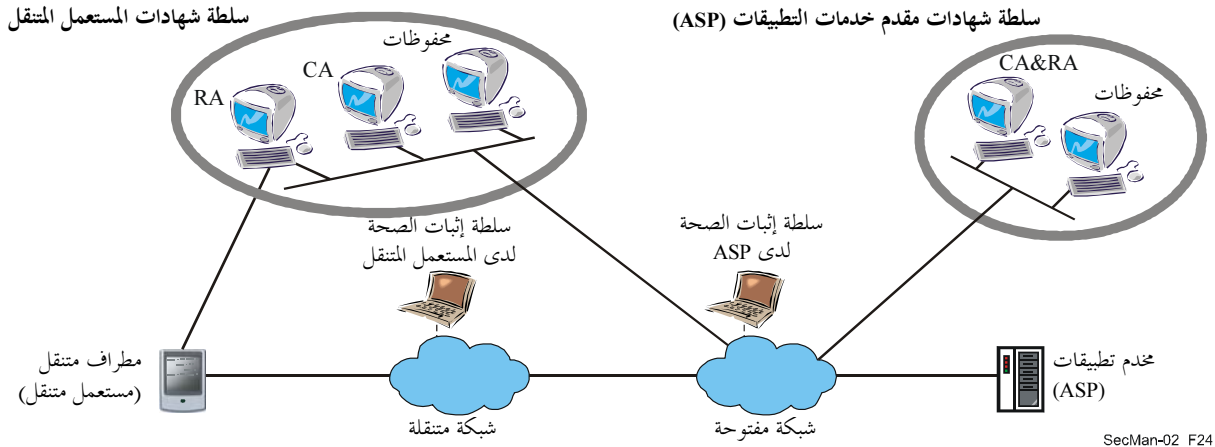 سلطة شهادات المستعمل المتنقل
سلطة شهادات مقدم خدمات التطبيقات (ASP)
محفوظات
CA
RA
CA&RA
محفوظات
سلطة إثبات الصحة
لدى المستعمل المتنقل
سلطة إثبات الصحة
لدى ASP
مطراف متنقل
(مستعمل متنقل)
مخدم تطبيقات
(ASP)
شبكة متنقلة
شبكة مفتوحة
SecMan-02_F24